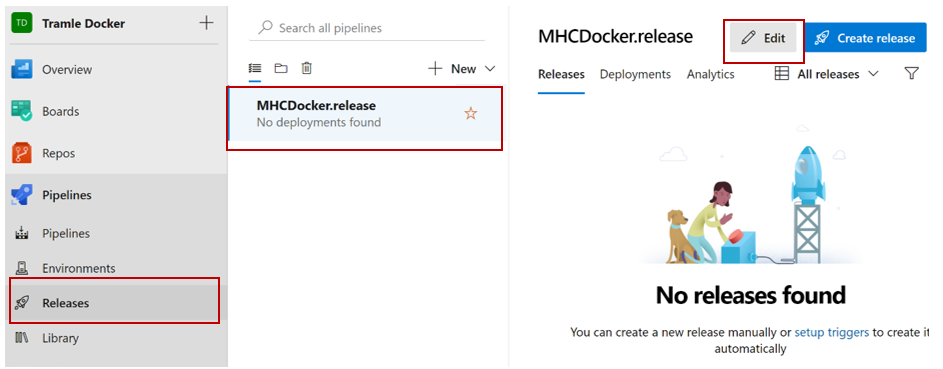 TD
Tramle Docker
Overview
Boards
Repos
Pipelines
Pipelines
Environments
Releases
Library
Search all pipelines
New
MHCDocker.release
No deployments found
MHCDocker.release
Edit
Create release
Releases
Deployments
Analytics
All releases
No releases found
You can create a new release manually or setup triggers to create it
automatically